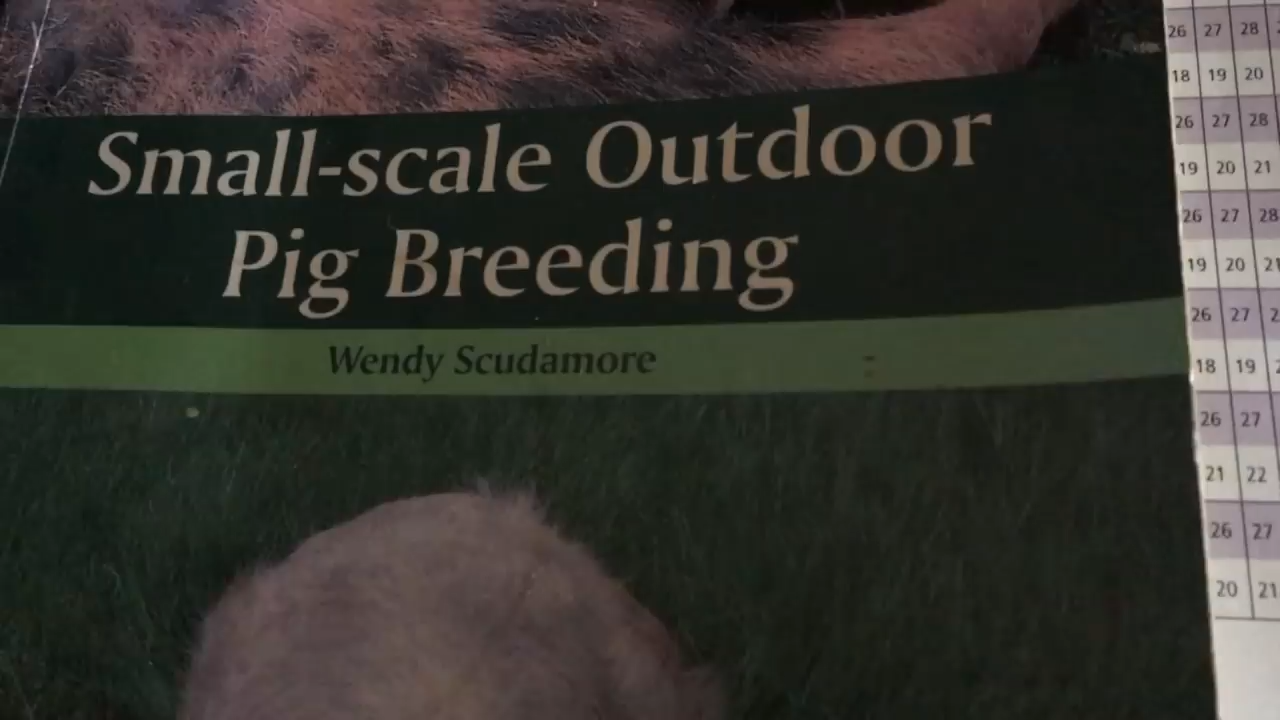 Small-scale Outdoor
Pig Breeding
Wendy Scudamore
26 27 28
18 19 20
26 27 28
19 20 21
26 27 28
19 20
26 27
18 19
26 27
21 22
26 27
20 21